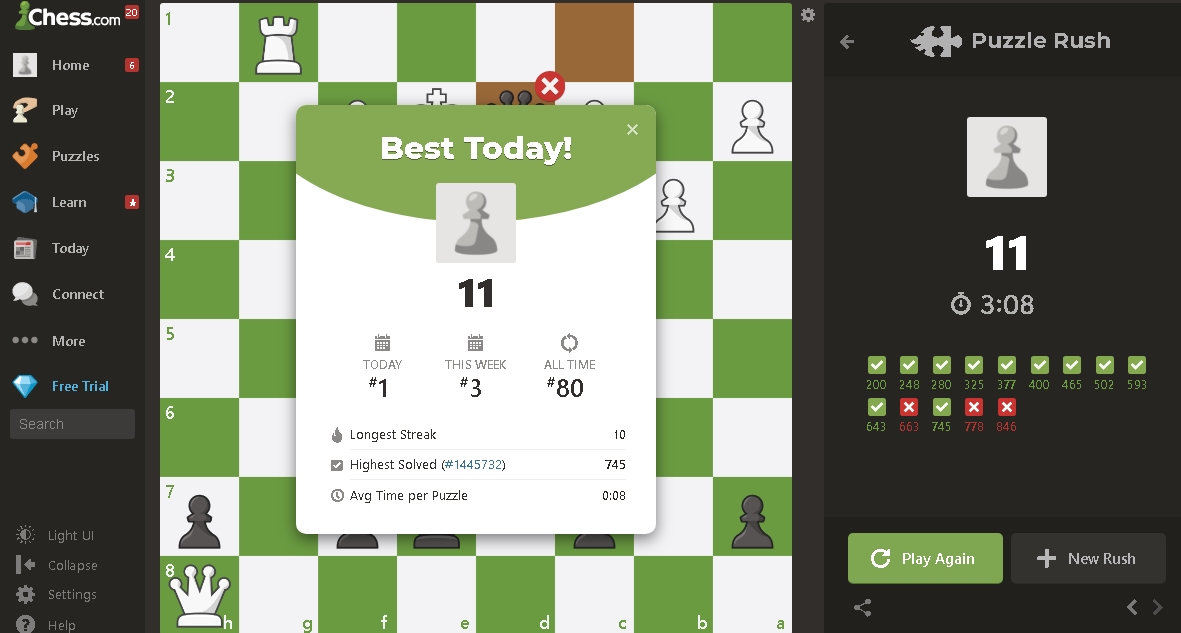 Chess.com 20
Home 6
Play
Puzzles
Learn
Today
Connect
More
Free Trial
Search
Light UI
Collapse
Settings
Help
1
2
3
4
5
6
7
8
h g f e d c b a
Best Today!
11
TODAY THIS WEEK ALL TIME
#1 #3 #80
Longest Streak 10
Highest Solved (#1445732) 745
Avg Time per Puzzle 0:08
Puzzle Rush
11
3:08
200 248 280 325 377 400 465 502 593
643 663 745 778 846
Play Again New Rush